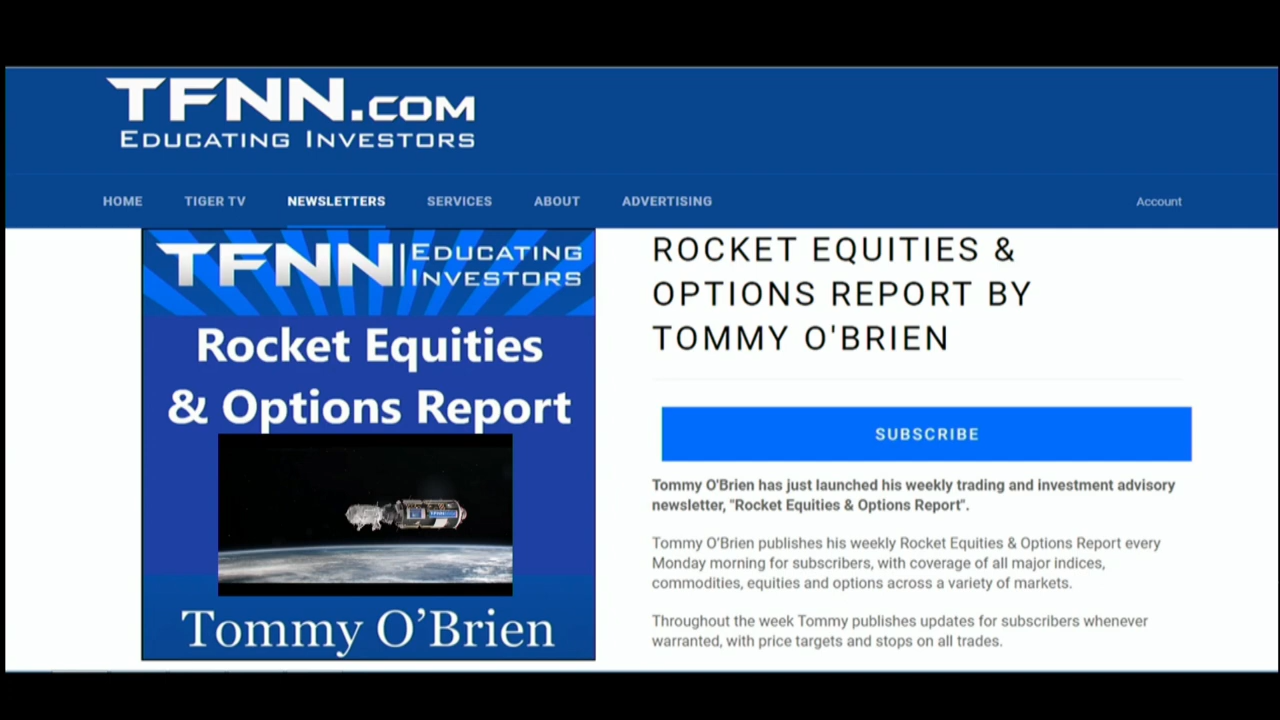 TFNN.COM
EDUCATING INVESTORS
HOME TIGER TV NEWSLETTERS SERVICES ABOUT ADVERTISING Account
TFNN EDUCATING
INVESTORS
Rocket Equities
& Options Report
TFNN
Tommy O’Brien
ROCKET EQUITIES &
OPTIONS REPORT BY
TOMMY O'BRIEN
SUBSCRIBE
Tommy O'Brien has just launched his weekly trading and investment advisory
newsletter, "Rocket Equities & Options Report".
Tommy O’Brien publishes his weekly Rocket Equities & Options Report every
Monday morning for subscribers, with coverage of all major indices,
commodities, equities and options across a variety of markets.
Throughout the week Tommy publishes updates for subscribers whenever
warranted, with price targets and stops on all trades.